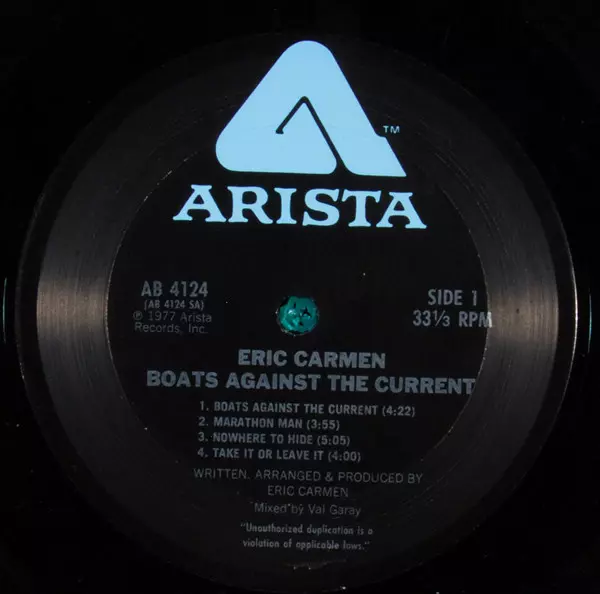 ™
ARISTA
AB 4124
(AB 4124 SA)
℗ 1977 Arista
Records, Inc.
SIDE 1
33⅓ RPM
ERIC CARMEN
BOATS AGAINST THE CURRENT
1. BOATS AGAINST THE CURRENT (4:22)
2. MARATHON MAN (3:55)
3. NOWHERE TO HIDE (5:05)
4. TAKE IT OR LEAVE IT (4:00)
WRITTEN, ARRANGED & PRODUCED BY
ERIC CARMEN
"Mixed" by Val Garay
"Unauthorized duplication is a
violation of applicable laws."